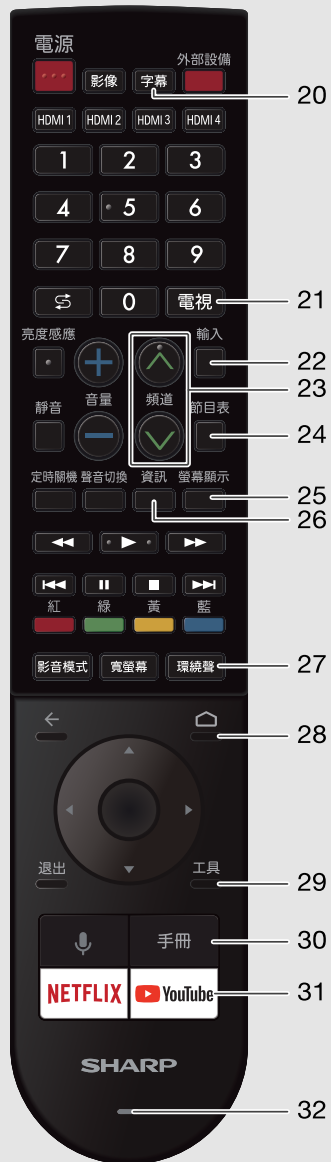 電源
外部設備
影像 字幕
20
HDMI 1 HDMI 2 HDMI 3 HDMI 4
1 2 3
4 5 6
7 8 9
0 電視
21
亮度感應 輸入
22
音量 頻道
23
靜音 節目表
24
定時關機 聲音切換 資訊 螢幕顯示
25
26
紅 綠 黃 藍
影音模式 寬螢幕 環繞聲
27
28
退出 工具
29
手冊
30
NETFLIX YouTube
31
SHARP
32